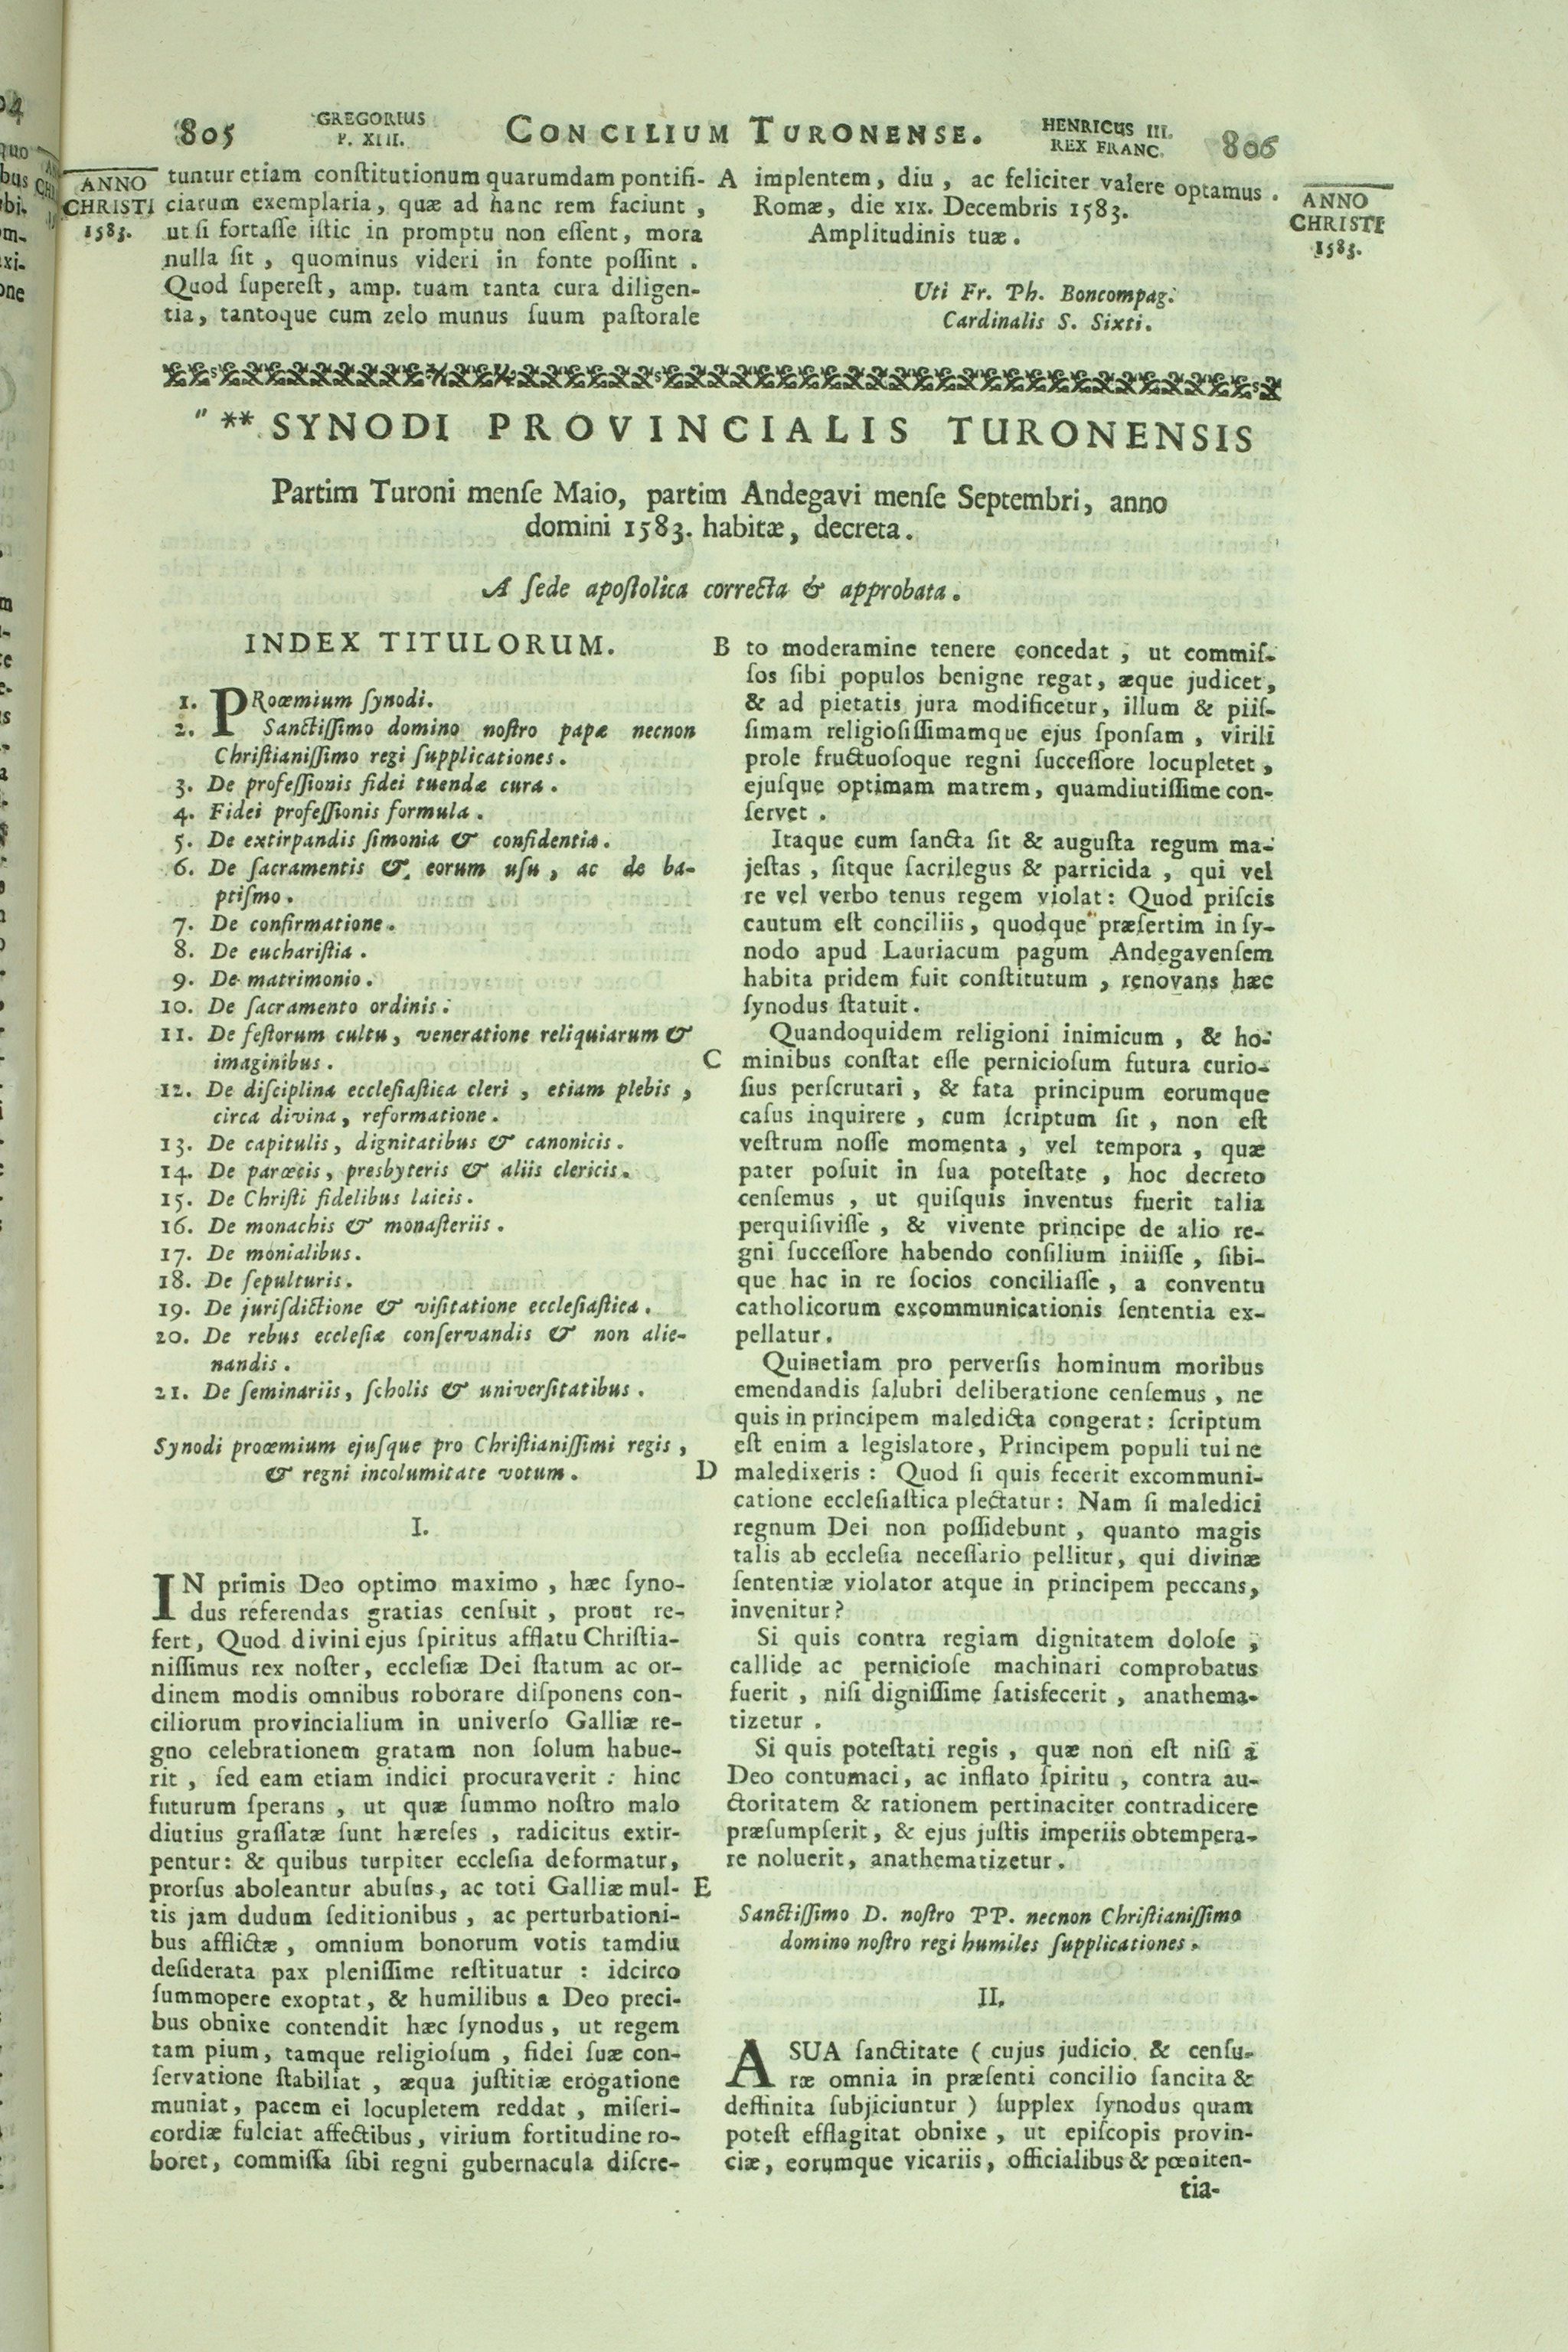 805
GREGORIUS
P. XIII.
CONCILIUM TURONENSE.
HENRICUS III.
REX FRANC.
806
ANNO
CHRISTI
1583.
tuntur etiam conſtitutionum quarumdam pontifi-
ciarum exemplaria, quæ ad hanc rem faciunt,
ut ſi fortaſſe iſtic in promptu non eſſent, mora
nulla ſit, quominus videri in fonte poſſint.
Quod ſupereſt, amp. tuam tanta cura diligen-
tia, tantoque cum zelo munus ſuum paſtorale
A
implentem, diu, ac feliciter valere optamus.
Romæ, die XIX. Decembris 1583.
Amplitudinis tuæ.
Uti Fr. Ph. Boncompag.
Cardinalis S. Sixti.
ANNO
CHRISTI
1583.
" ** SYNODI PROVINCIALIS TURONENSIS
Partim Turoni menſe Maio, partim Andegavi menſe Septembri, anno
domini 1583. habitæ, decreta.
A ſede apoſtolica correcta & approbata.
INDEX TITULORUM.
1. PRoœmium ſynodi.
2. Sanctiſſimo domino noſtro papæ necnon
Chriſtianiſſimo regi ſupplicationes.
3. De profeſſionis fidei tuendæ cura.
4. Fidei profeſſionis formula.
5. De extirpandis ſimonia & confidentia.
6. De ſacramentis & eorum uſu, ac de ba-
ptiſmo.
7. De confirmatione.
8. De euchariſtia.
9. De matrimonio.
10. De ſacramento ordinis.
11. De feſtorum cultu, veneratione reliquiarum &
imaginibus.
12. De diſciplina eccleſiaſtica cleri, etiam plebis,
circa divina, reformatione.
13. De capitulis, dignitatibus & canonicis.
14. De parœcis, presbyteris & aliis clericis.
15. De Chriſti fidelibus laicis.
16. De monachis & monaſteriis.
17. De monialibus.
18. De ſepulturis.
19. De jurisdictione & viſitatione eccleſiaſtica.
20. De rebus eccleſiæ conſervandis & non alie-
nandis.
21. De ſeminariis, ſcholis & univerſitatibus.
Synodi proœmium ejuſque pro Chriſtianiſſimi regis,
& regni incolumitate votum.
I.
IN primis Deo optimo maximo, hæc ſyno-
dus referendas gratias cenſuit, prout re-
fert, Quod divini ejus ſpiritus afflatu Chriſtia-
niſſimus rex noſter, eccleſiæ Dei ſtatum ac or-
dinem modis omnibus roborare diſponens con-
ciliorum provincialium in univerſo Galliæ re-
gno celebrationem gratam non ſolum habue-
rit, ſed eam etiam indici procuraverit: hinc
futurum ſperans, ut quæ ſummo noſtro malo
diutius graſſatæ ſunt hæreſes, radicitus extir-
pentur: & quibus turpiter eccleſia deformatur,
prorſus aboleantur abuſus, ac toti Galliæ mul-
tis jam dudum ſeditionibus, ac perturbationi-
bus afflictæ, omnium bonorum votis tamdiu
deſiderata pax pleniſſime reſtituatur: idcirco
ſummopere exoptat, & humilibus a Deo preci-
bus obnixe contendit hæc ſynodus, ut regem
tam pium, tamque religioſum, fidei ſuæ con-
ſervatione ſtabiliat, æqua juſtitiæ erogatione
muniat, pacem ei locupletem reddat, miſeri-
cordiæ fulciat affectibus, virium fortitudine ro-
boret, commiſſa ſibi regni gubernacula diſcre-
B
to moderamine tenere concedat, ut commiſ-
ſos ſibi populos benigne regat, æque judicet,
& ad pietatis jura modificetur, illum & piiſ-
ſimam religioſiſſimamque ejus ſponſam, virili
prole fructuoſoque regni ſucceſſore locupletet,
ejuſque optimam matrem, quamdiutiſſime con-
ſervet.
Itaque cum ſancta ſit & auguſta regum ma-
jeſtas, ſitque ſacrilegus & parricida, qui vel
re vel verbo tenus regem violat: Quod priſcis
cautum eſt conciliis, quodque præſertim in ſy-
nodo apud Lauriacum pagum Andegavenſem
habita pridem fuit conſtitutum, renovans hæc
ſynodus ſtatuit.
Quandoquidem religioni inimicum, & ho-
C
minibus conſtat eſſe pernicioſum futura curio-
ſius perſcrutari, & fata principum eorumque
caſus inquirere, cum ſcriptum ſit, non eſt
veſtrum noſſe momenta, vel tempora, quæ
pater poſuit in ſua poteſtate, hoc decreto
cenſemus, ut quiſquis inventus fuerit talia
perquiſiviſſe, & vivente principe de alio re-
gni ſucceſſore habendo conſilium iniiſſe, ſibi-
que hac in re ſocios conciliaſſe, a conventu
catholicorum excommunicationis ſententia ex-
pellatur.
Quinetiam pro perverſis hominum moribus
emendandis ſalubri deliberatione cenſemus, ne
quis in principem maledicta congerat: ſcriptum
eſt enim a legislatore, Principem populi tui ne
D
maledixeris: Quod ſi quis fecerit excommuni-
catione eccleſiaſtica plectatur: Nam ſi maledici
regnum Dei non poſſidebunt, quanto magis
talis ab eccleſia neceſſario pellitur, qui divinæ
ſententiæ violator atque in principem peccans,
invenitur?
Si quis contra regiam dignitatem doloſe,
callide ac pernicioſe machinari comprobatus
fuerit, niſi digniſſime ſatisfecerit, anathema-
tizetur.
Si quis poteſtati regis, quæ non eſt niſi a
Deo contumaci, ac inflato ſpiritu, contra au-
ctoritatem & rationem pertinaciter contradicere
præſumpſerit, & ejus juſtis imperiis obtempera-
re noluerit, anathematizetur.
E
Sanctiſſimo D. noſtro PP. necnon Chriſtianiſſimo
domino noſtro regi humiles ſupplicationes.
II.
A SUA ſanctitate (cujus judicio & cenſu-
ræ omnia in præſenti concilio ſancita &
deffinita ſubjiciuntur) ſupplex ſynodus quam
poteſt efflagitat obnixe, ut epiſcopis provin-
ciæ, eorumque vicariis, officialibus & pœniten-
tia-